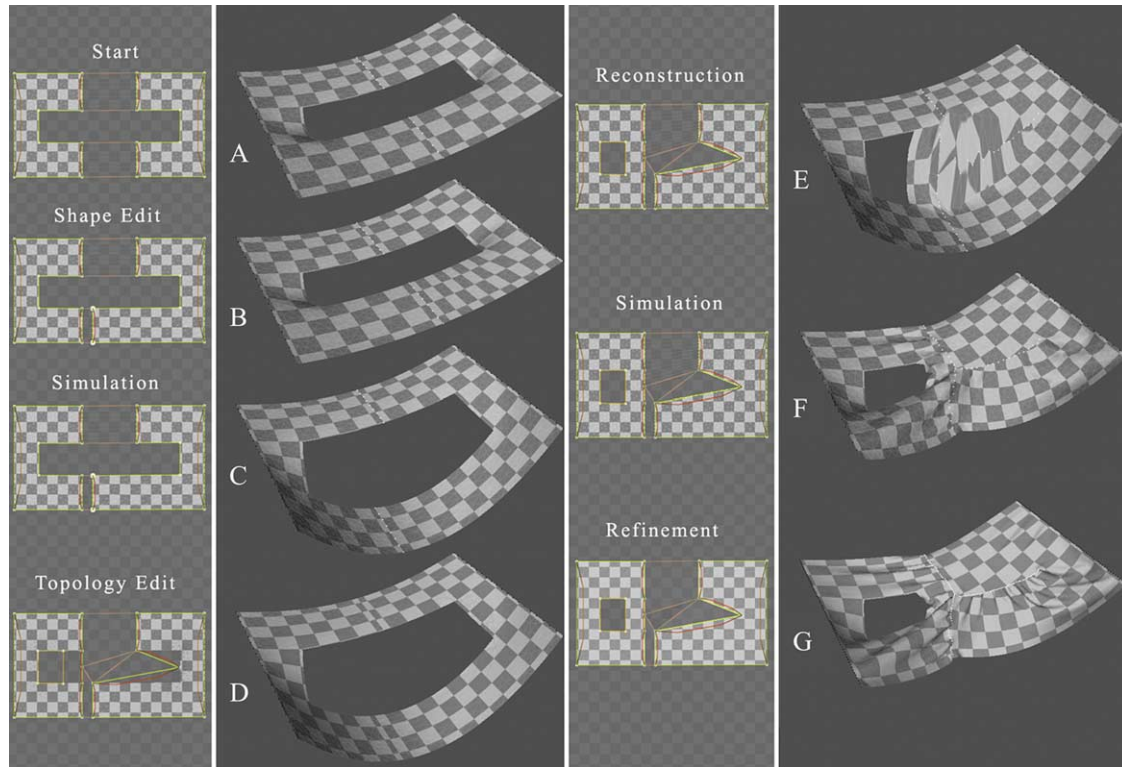 Start
A
Shape Edit
B
Simulation
C
Topology Edit
D
Reconstruction
E
Simulation
F
Refinement
G